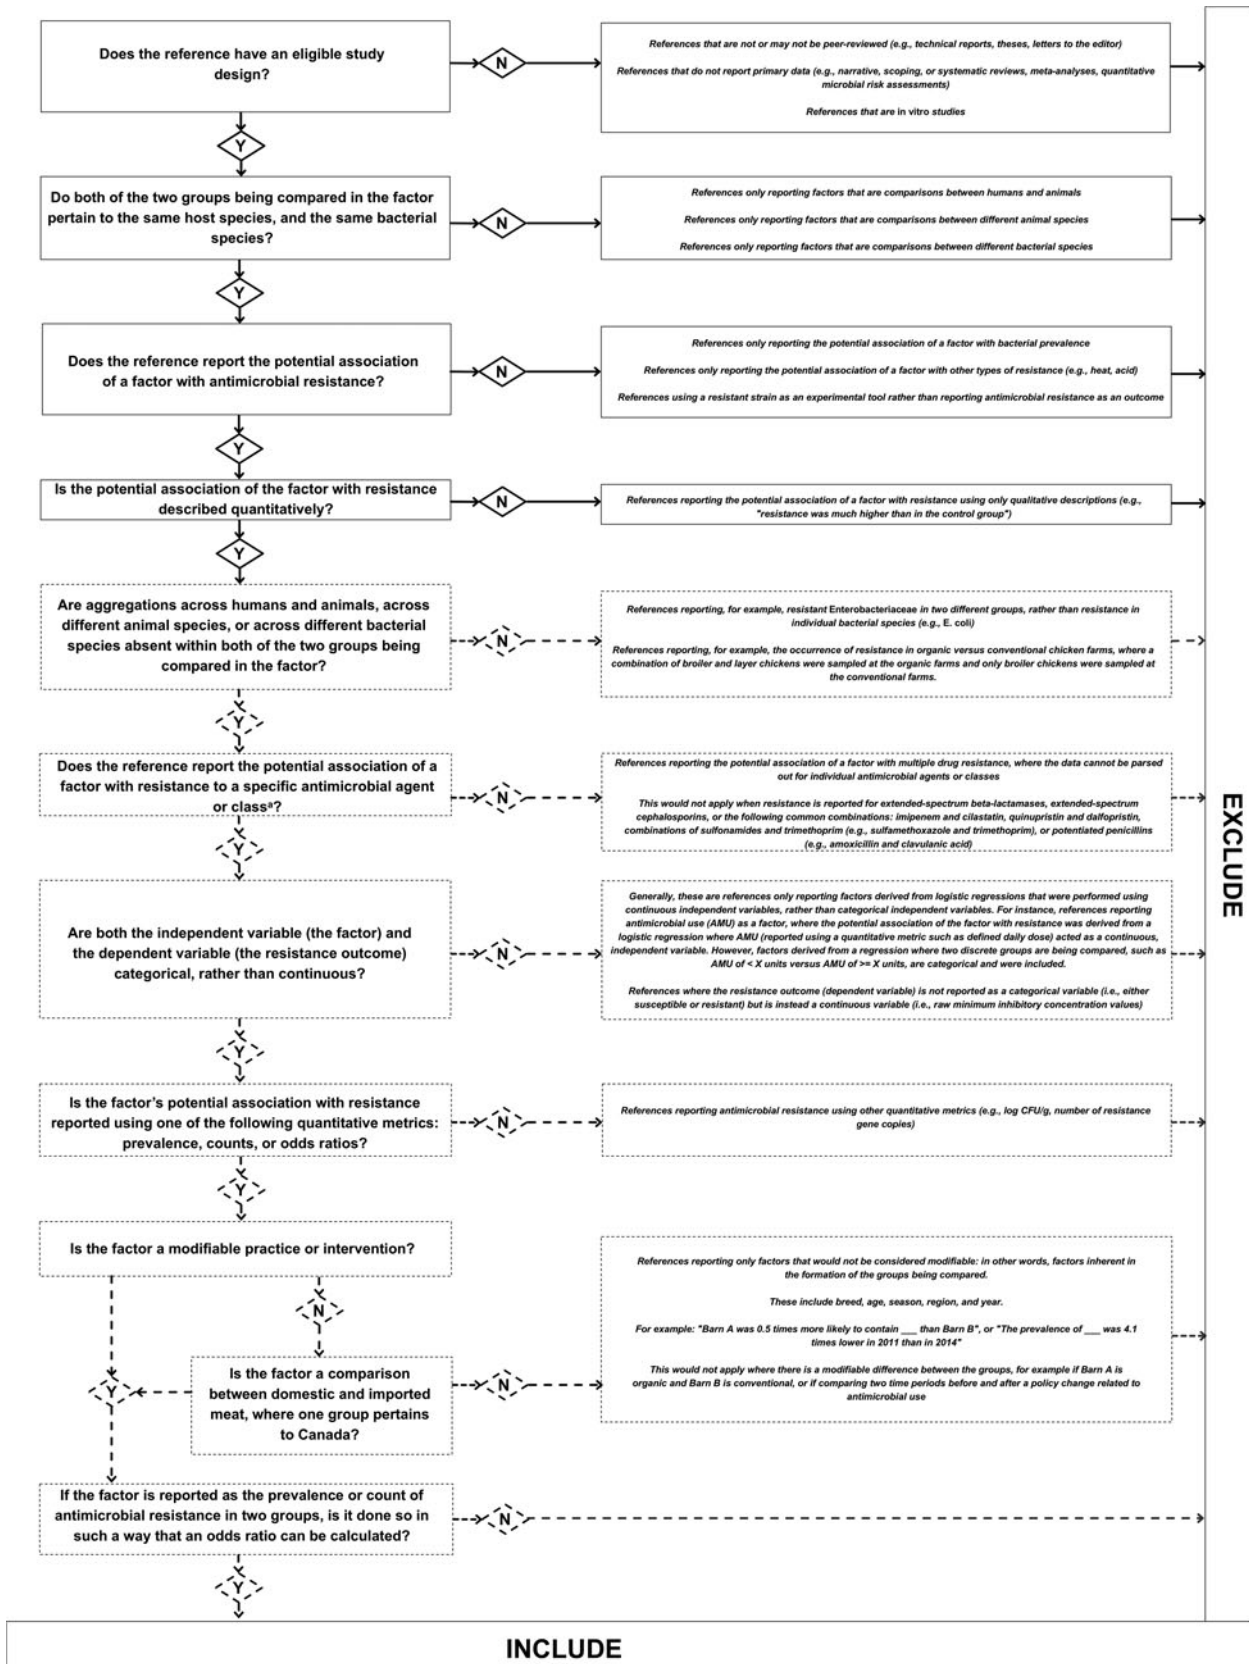 Does the reference have an eligible study
design?
N
References that are not or may not be peer-reviewed (e.g., technical reports, theses, letters to the editor)
References that do not report primary data (e.g., narrative, scoping, or systematic reviews, meta-analyses, quantitative
microbial risk assessments)
References that are in vitro studies
Y
Do both of the two groups being compared in the factor
pertain to the same host species, and the same bacterial
species?
N
References only reporting factors that are comparisons between humans and animals
References only reporting factors that are comparisons between different animal species
References only reporting factors that are comparisons between different bacterial species
Y
Does the reference report the potential association
of a factor with antimicrobial resistance?
N
References only reporting the potential association of a factor with bacterial prevalence
References only reporting the potential association of a factor with other types of resistance (e.g., heat, acid)
References using a resistant strain as an experimental tool rather than reporting antimicrobial resistance as an outcome
Y
Is the potential association of the factor with resistance
described quantitatively?
N
References reporting the potential association of a factor with resistance using only qualitative descriptions (e.g.,
"resistance was much higher than in the control group")
Y
Are aggregations across humans and animals, across
different animal species, or across different bacterial
species absent within both of the two groups being
compared in the factor?
N
References reporting, for example, resistant Enterobacteriaceae in two different groups, rather than resistance in
individual bacterial species (e.g., E. coli)
References reporting, for example, the occurrence of resistance in organic versus conventional chicken farms, where a
combination of broiler and layer chickens were sampled at the organic farms and only broiler chickens were sampled at
the conventional farms.
Y
Does the reference report the potential association of a
factor with resistance to a specific antimicrobial agent
or classᵃ?
N
References reporting the potential association of a factor with multiple drug resistance, where the data cannot be parsed
out for individual antimicrobial agents or classes
This would not apply when resistance is reported for extended-spectrum beta-lactamases, extended-spectrum
cephalosporins, or the following common combinations: imipenem and cilastatin, quinupristin and dalfopristin,
combinations of sulfonamides and trimethoprim (e.g., sulfamethoxazole and trimethoprim), or potentiated penicillins
(e.g., amoxicillin and clavulanic acid)
Y
Are both the independent variable (the factor) and
the dependent variable (the resistance outcome)
categorical, rather than continuous?
N
Generally, these are references only reporting factors derived from logistic regressions that were performed using
continuous independent variables, rather than categorical independent variables. For instance, references reporting
antimicrobial use (AMU) as a factor, where the potential association of the factor with resistance was derived from a
logistic regression where AMU (reported using a quantitative metric such as defined daily dose) acted as a continuous,
independent variable. However, factors derived from a regression where two discrete groups are being compared, such as
AMU of < X units versus AMU of >= X units, are categorical and were included.
References where the resistance outcome (dependent variable) is not reported as a categorical variable (i.e., either
susceptible or resistant) but is instead a continuous variable (i.e., raw minimum inhibitory concentration values)
Y
Is the factor's potential association with resistance
reported using one of the following quantitative metrics:
prevalence, counts, or odds ratios?
N
References reporting antimicrobial resistance using other quantitative metrics (e.g., log CFU/g, number of resistance
gene copies)
Y
Is the factor a modifiable practice or intervention?
N
Y
Is the factor a comparison
between domestic and imported
meat, where one group pertains
to Canada?
N
References reporting only factors that would not be considered modifiable: in other words, factors inherent in
the formation of the groups being compared.
These include breed, age, season, region, and year.
For example: "Barn A was 0.5 times more likely to contain ___ than Barn B", or "The prevalence of ___ was 4.1
times lower in 2011 than in 2014"
This would not apply where there is a modifiable difference between the groups, for example if Barn A is
organic and Barn B is conventional, or if comparing two time periods before and after a policy change related to
antimicrobial use
If the factor is reported as the prevalence or count of
antimicrobial resistance in two groups, is it done so in
such a way that an odds ratio can be calculated?
N
Y
EXCLUDE
INCLUDE